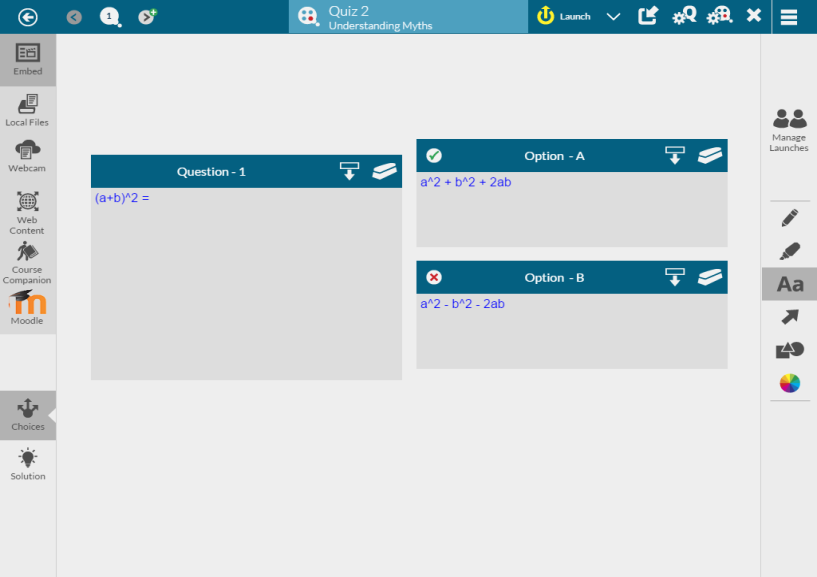 1
Quiz 2
Understanding Myths
Launch
Embed
Local Files
Webcam
Web
Content
Course
Companion
Moodle
Choices
Solution
Question - 1
(a+b)^2 =
Option - A
a^2 + b^2 + 2ab
Option - B
a^2 - b^2 - 2ab
Manage
Launches
Aa